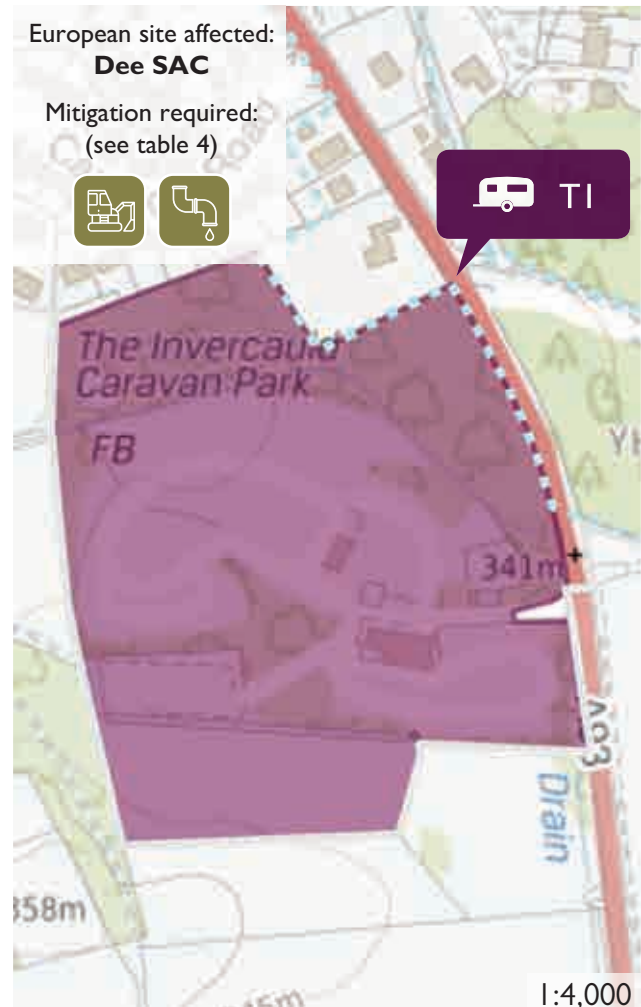 European site affected:
Dee SAC
Mitigation required:
(see table 4)
T1
The Invercauld
Caravan Park
FB
341m
A93
Drain
358m
1:4,000